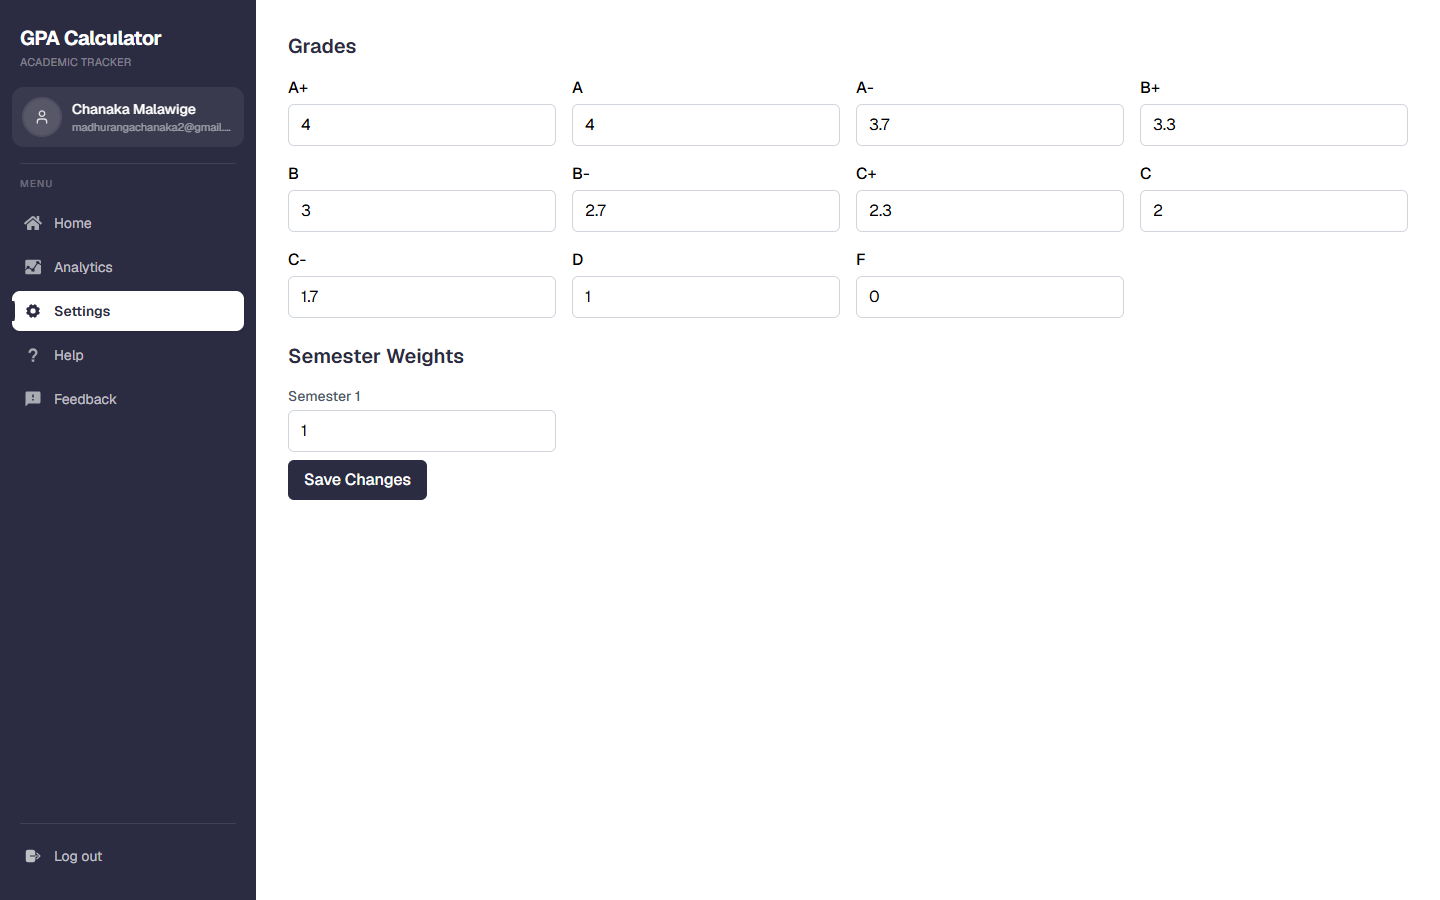 GPA Calculator
ACADEMIC TRACKER
Chanaka Malawige
madhurangachanaka2@gmail....
MENU
Home
Analytics
Settings
Help
Feedback
Log out
Grades
A+ A A- B+
4 4 3.7 3.3
B B- C+ C
3 2.7 2.3 2
C- D F
1.7 1 0
Semester Weights
Semester 1
1
Save Changes